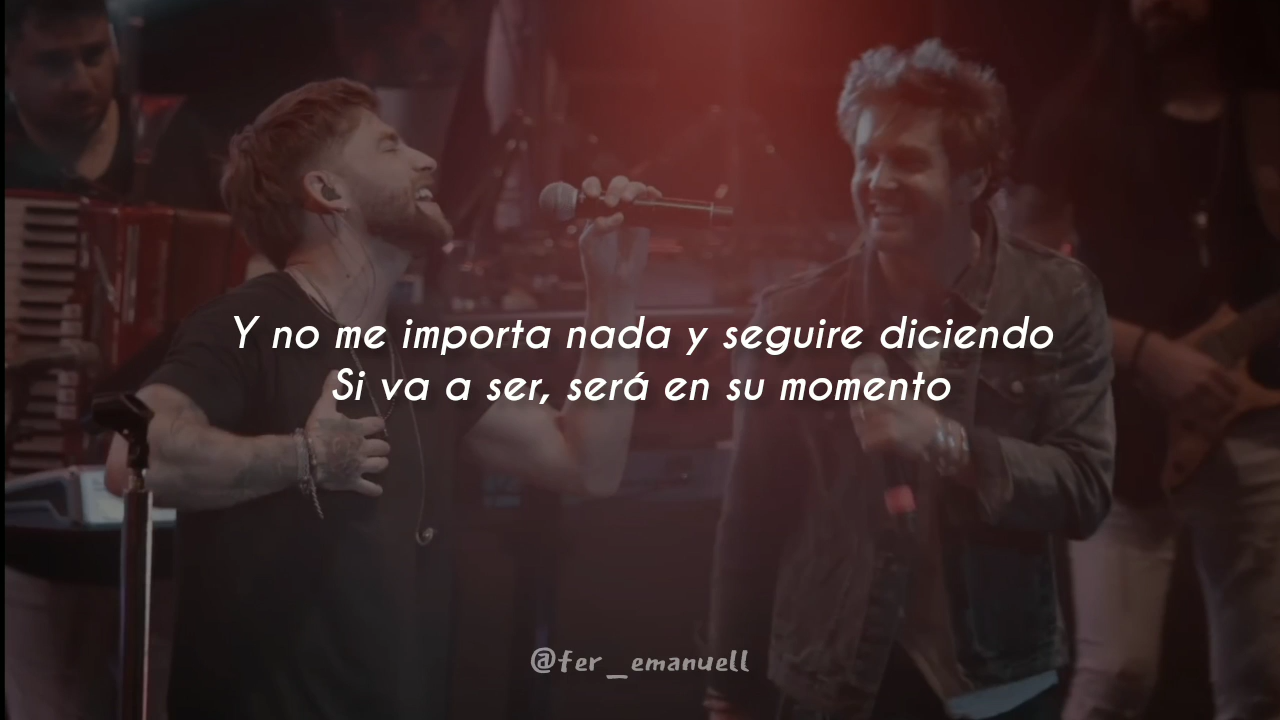 Y no me importa nada y seguire diciendo
Si va a ser, será en su momento
@fer_emanuell